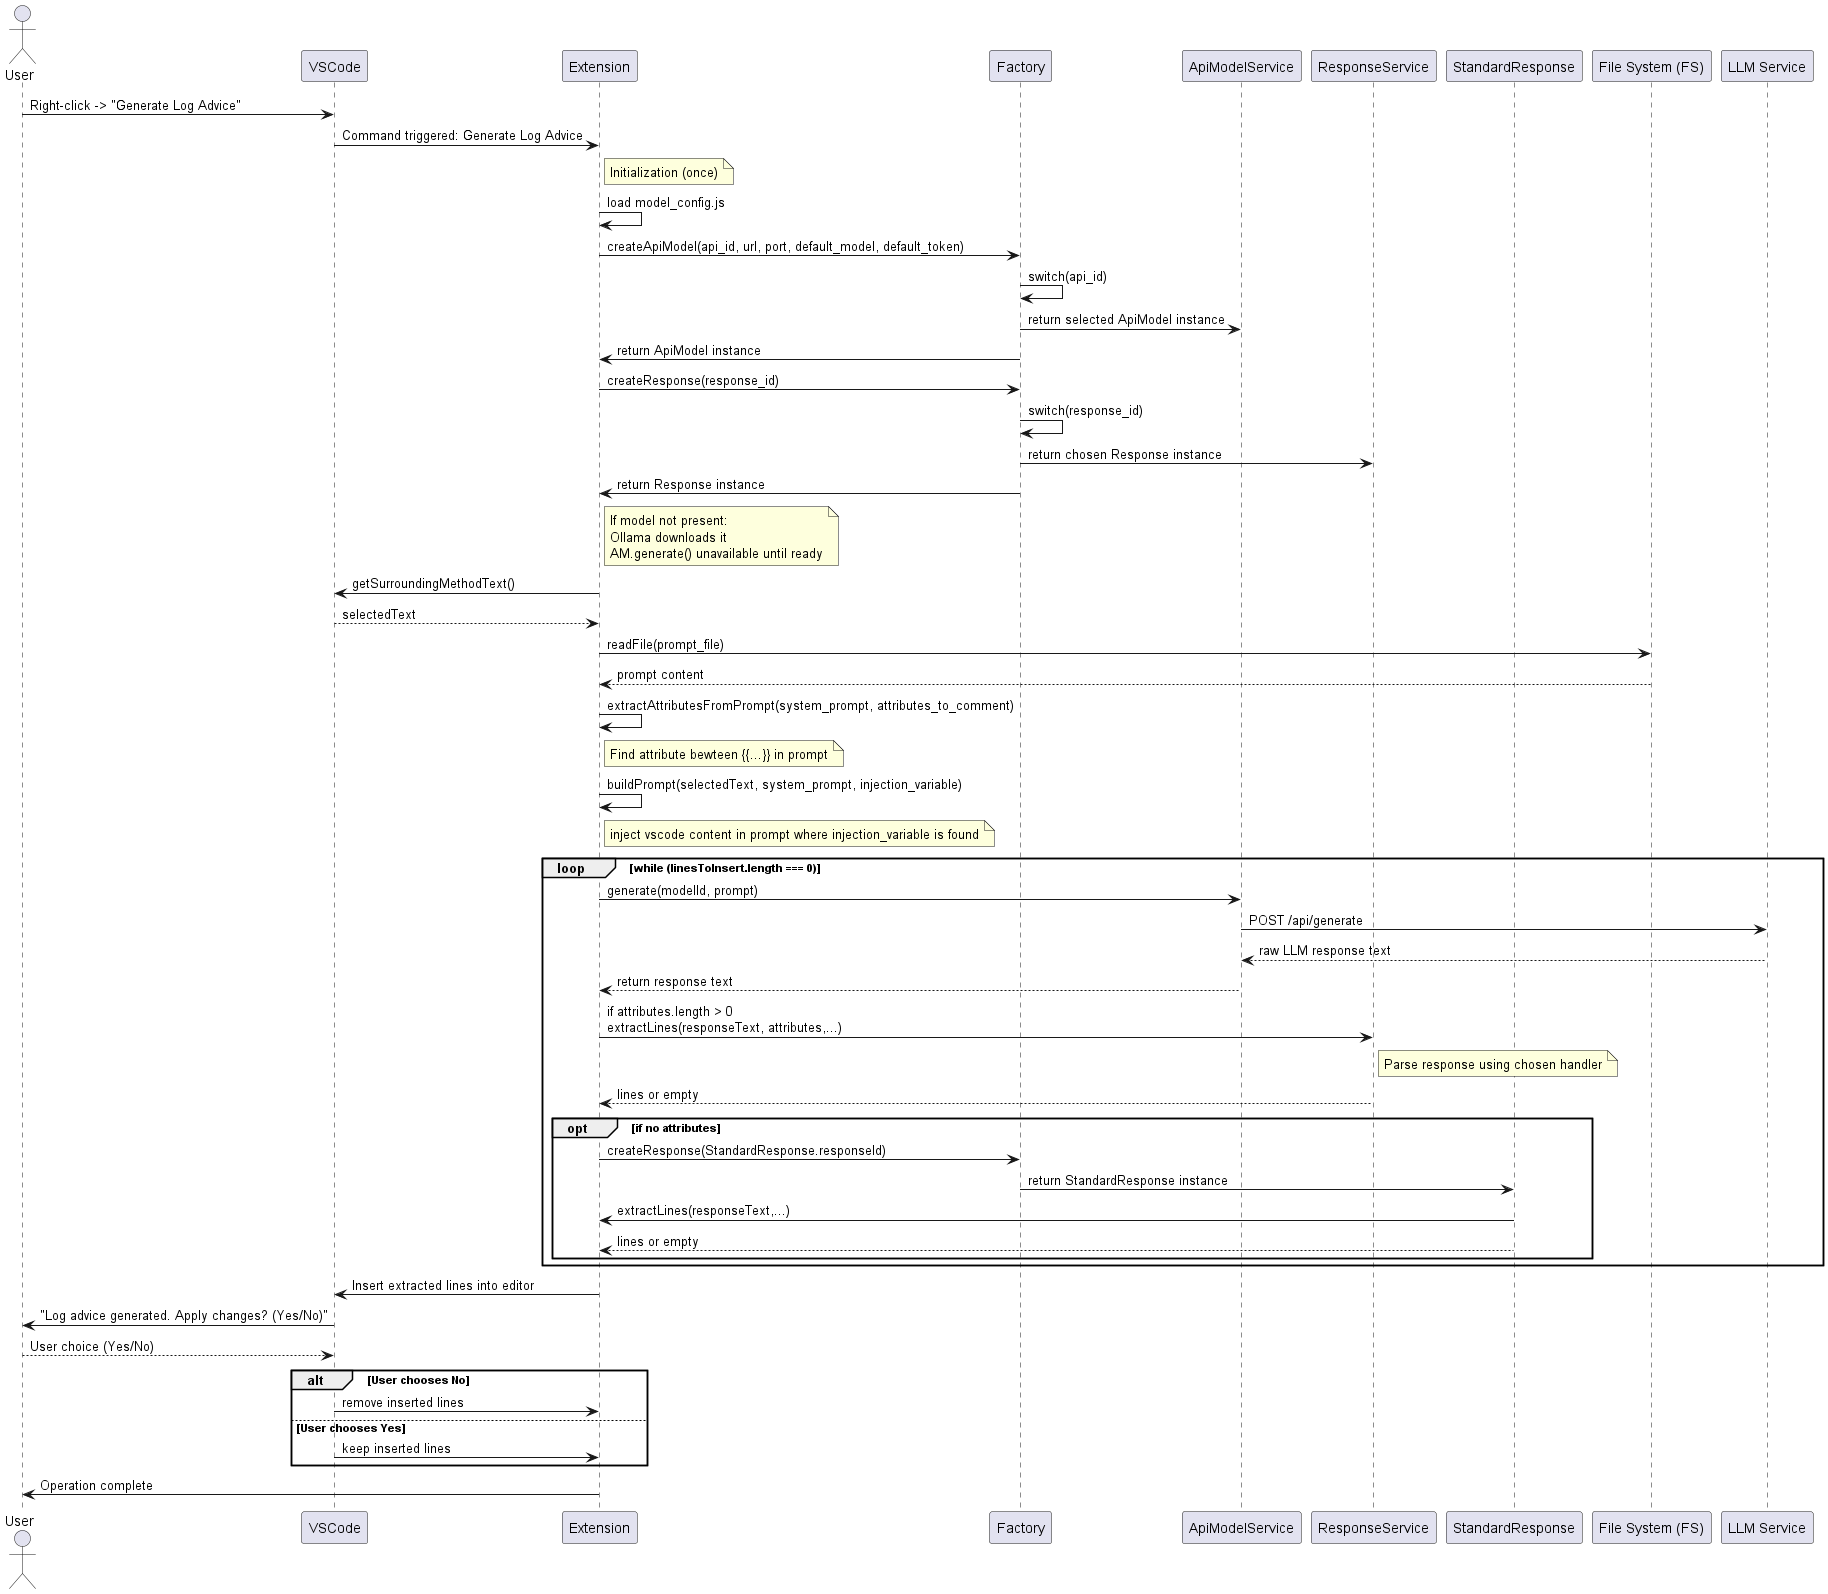 User
VSCode
Extension
Factory
ApiModelService
ResponseService
StandardResponse
File System (FS)
LLM Service
Right-click -> "Generate Log Advice"
Command triggered: Generate Log Advice
Initialization (once)
load model_config.js
createApiModel(api_id, url, port, default_model, default_token)
switch(api_id)
return selected ApiModel instance
return ApiModel instance
createResponse(response_id)
switch(response_id)
return chosen Response instance
return Response instance
If model not present:
Ollama downloads it
AM.generate() unavailable until ready
getSurroundingMethodText()
selectedText
readFile(prompt_file)
prompt content
extractAttributesFromPrompt(system_prompt, attributes_to_comment)
Find attribute bewteen {{...}} in prompt
buildPrompt(selectedText, system_prompt, injection_variable)
inject vscode content in prompt where injection_variable is found
loop [while (linesToInsert.length === 0)]
generate(modelId, prompt)
POST /api/generate
raw LLM response text
return response text
if attributes.length > 0
extractLines(responseText, attributes,...)
Parse response using chosen handler
lines or empty
opt [if no attributes]
createResponse(StandardResponse.responseId)
return StandardResponse instance
extractLines(responseText,...)
lines or empty
Insert extracted lines into editor
"Log advice generated. Apply changes? (Yes/No)"
User choice (Yes/No)
alt [User chooses No]
remove inserted lines
[User chooses Yes]
keep inserted lines
Operation complete
User
VSCode
Extension
Factory
ApiModelService
ResponseService
StandardResponse
File System (FS)
LLM Service